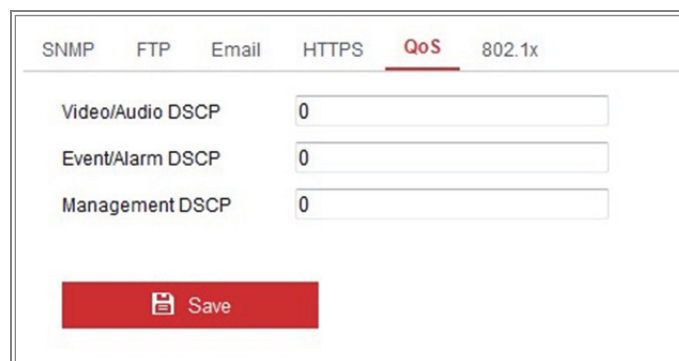 SNMP FTP Email HTTPS QoS 802.1x
Video/Audio DSCP 0
Event/Alarm DSCP 0
Management DSCP 0
Save